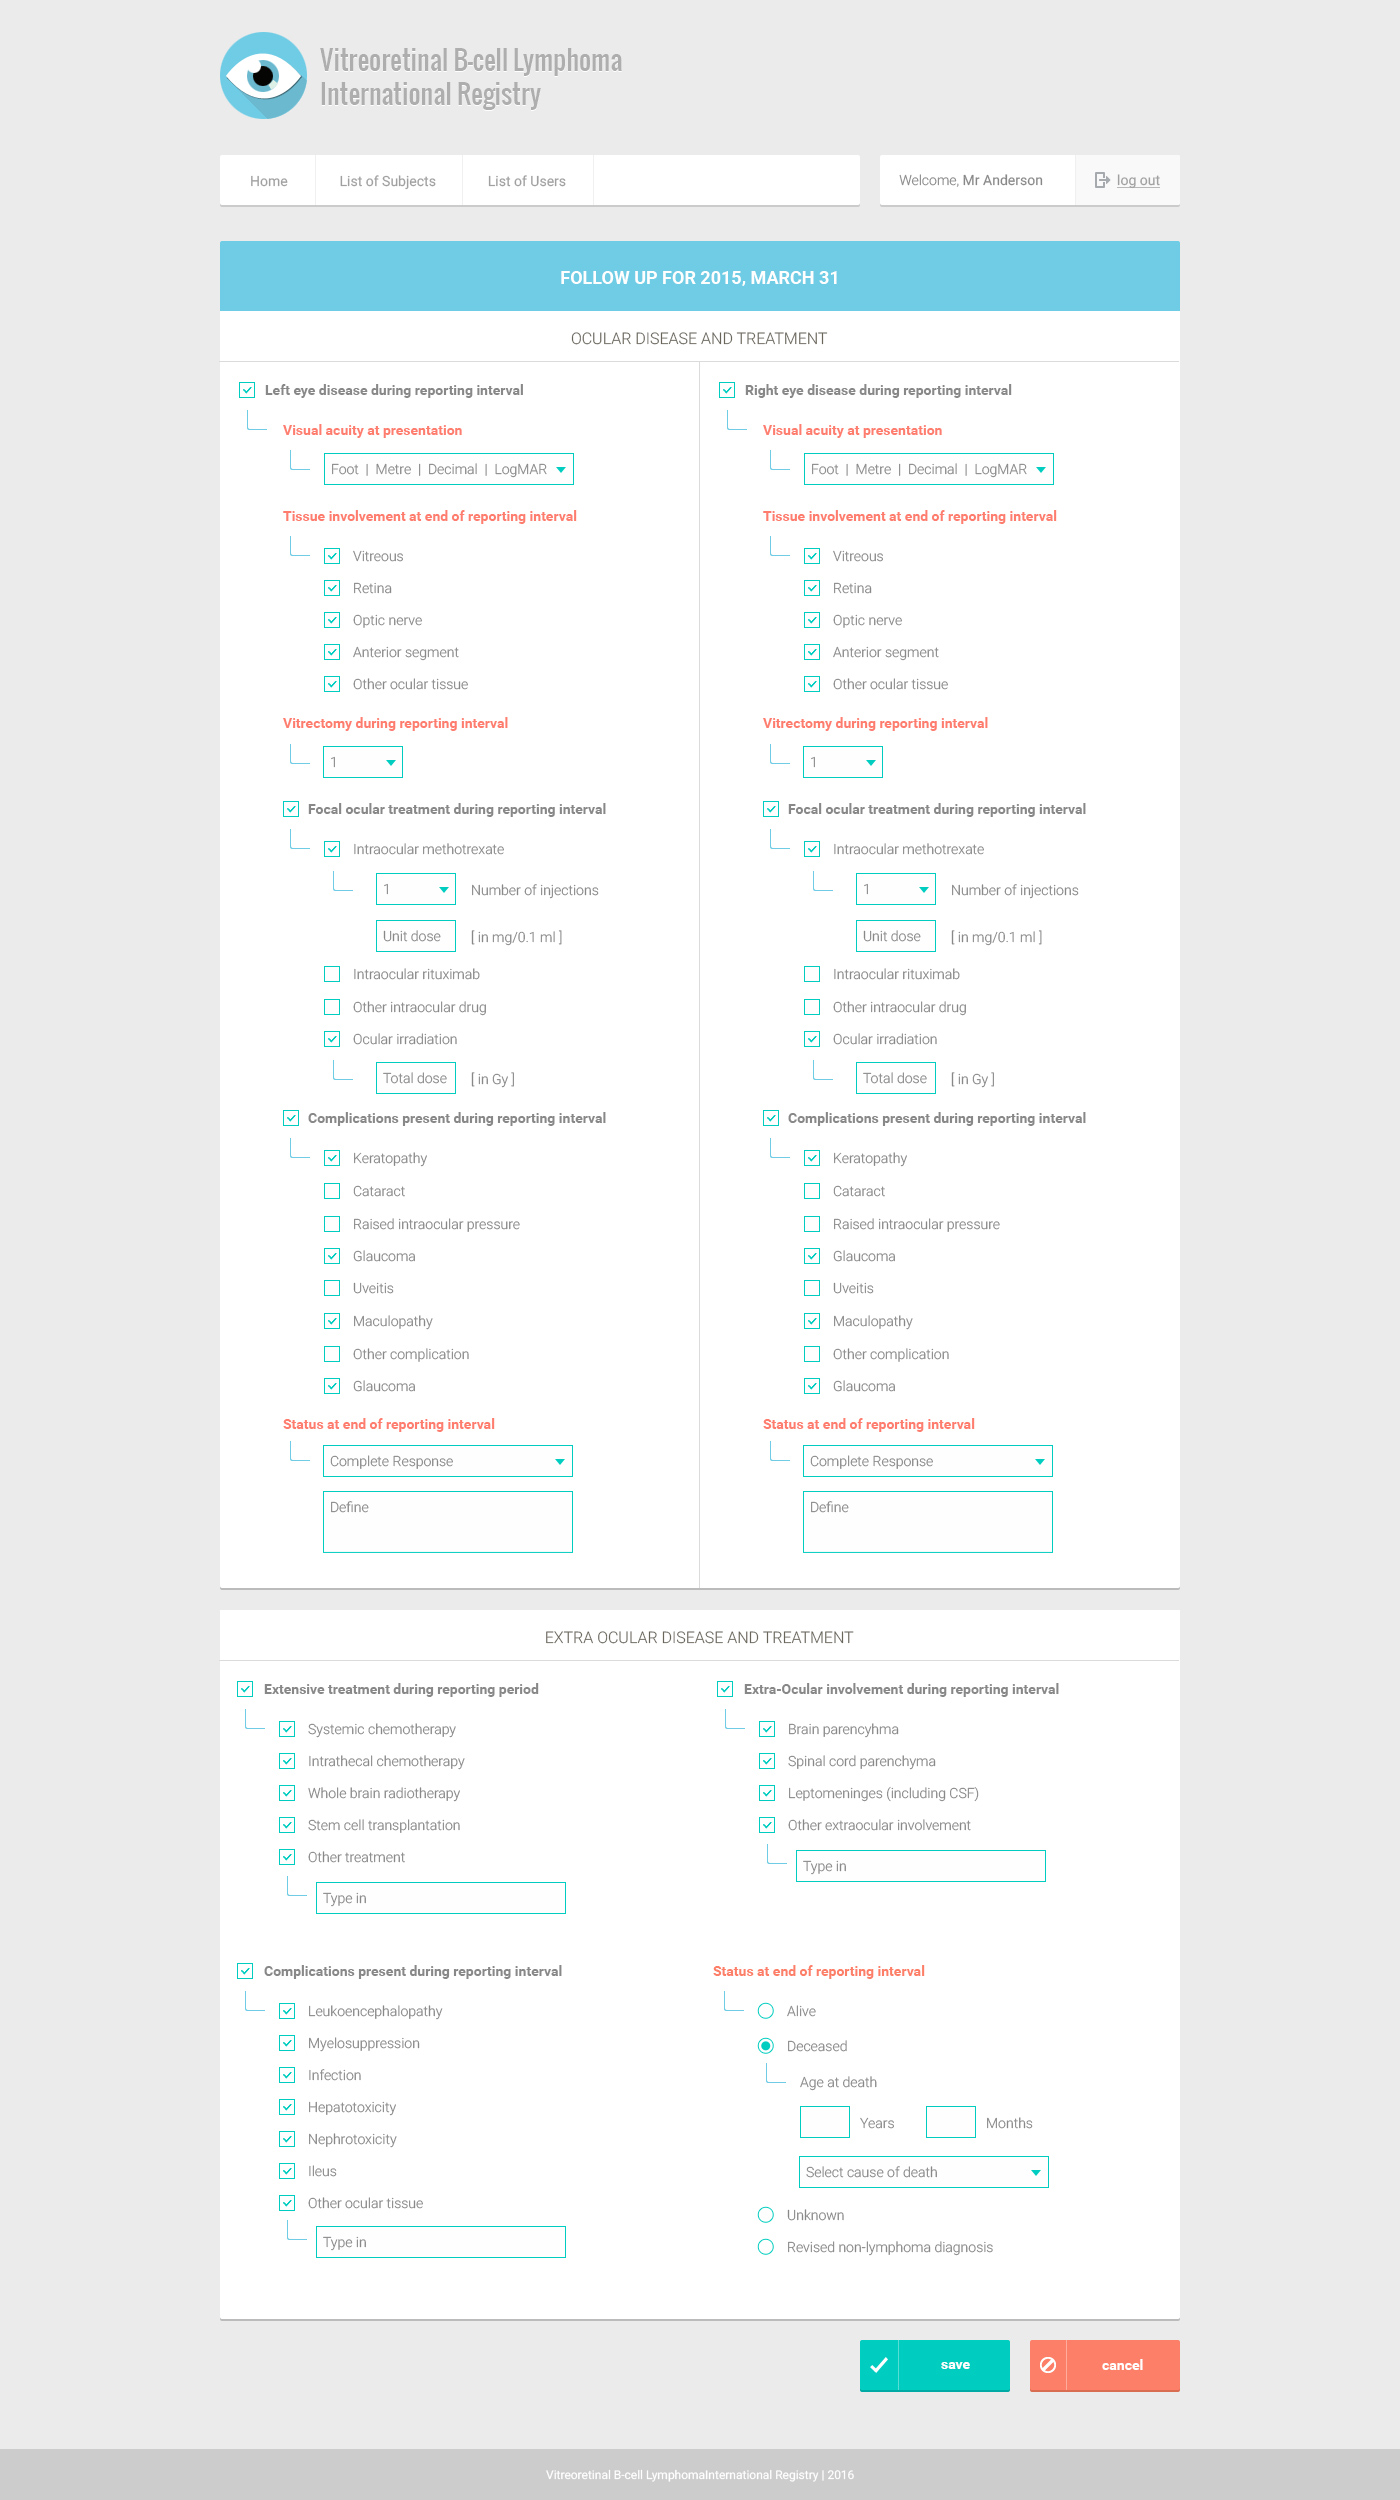 Vitreoretinal B-cell Lymphoma
International Registry
Home
List of Subjects
List of Users
Welcome, Mr Anderson
log out
FOLLOW UP FOR 2015, MARCH 31
OCULAR DISEASE AND TREATMENT
Left eye disease during reporting interval
Visual acuity at presentation
Foot | Metre | Decimal | LogMAR
Tissue involvement at end of reporting interval
Vitreous
Retina
Optic nerve
Anterior segment
Other ocular tissue
Vitrectomy during reporting interval
1
Focal ocular treatment during reporting interval
Intraocular methotrexate
1
Number of injections
Unit dose
[ in mg/0.1 ml ]
Intraocular rituximab
Other intraocular drug
Ocular irradiation
Total dose
[ in Gy ]
Complications present during reporting interval
Keratopathy
Cataract
Raised intraocular pressure
Glaucoma
Uveitis
Maculopathy
Other complication
Glaucoma
Status at end of reporting interval
Complete Response
Define
Right eye disease during reporting interval
Visual acuity at presentation
Foot | Metre | Decimal | LogMAR
Tissue involvement at end of reporting interval
Vitreous
Retina
Optic nerve
Anterior segment
Other ocular tissue
Vitrectomy during reporting interval
1
Focal ocular treatment during reporting interval
Intraocular methotrexate
1
Number of injections
Unit dose
[ in mg/0.1 ml ]
Intraocular rituximab
Other intraocular drug
Ocular irradiation
Total dose
[ in Gy ]
Complications present during reporting interval
Keratopathy
Cataract
Raised intraocular pressure
Glaucoma
Uveitis
Maculopathy
Other complication
Glaucoma
Status at end of reporting interval
Complete Response
Define
EXTRA OCULAR DISEASE AND TREATMENT
Extensive treatment during reporting period
Systemic chemotherapy
Intrathecal chemotherapy
Whole brain radiotherapy
Stem cell transplantation
Other treatment
Type in
Extra-Ocular involvement during reporting interval
Brain parencyhma
Spinal cord parenchyma
Leptomeninges (including CSF)
Other extraocular involvement
Type in
Complications present during reporting interval
Leukoencephalopathy
Myelosuppression
Infection
Hepatotoxicity
Nephrotoxicity
Ileus
Other ocular tissue
Type in
Status at end of reporting interval
Alive
Deceased
Age at death
Years
Months
Select cause of death
Unknown
Revised non-lymphoma diagnosis
save
cancel
Vitreoretinal B-cell LymphomaInternational Registry | 2016